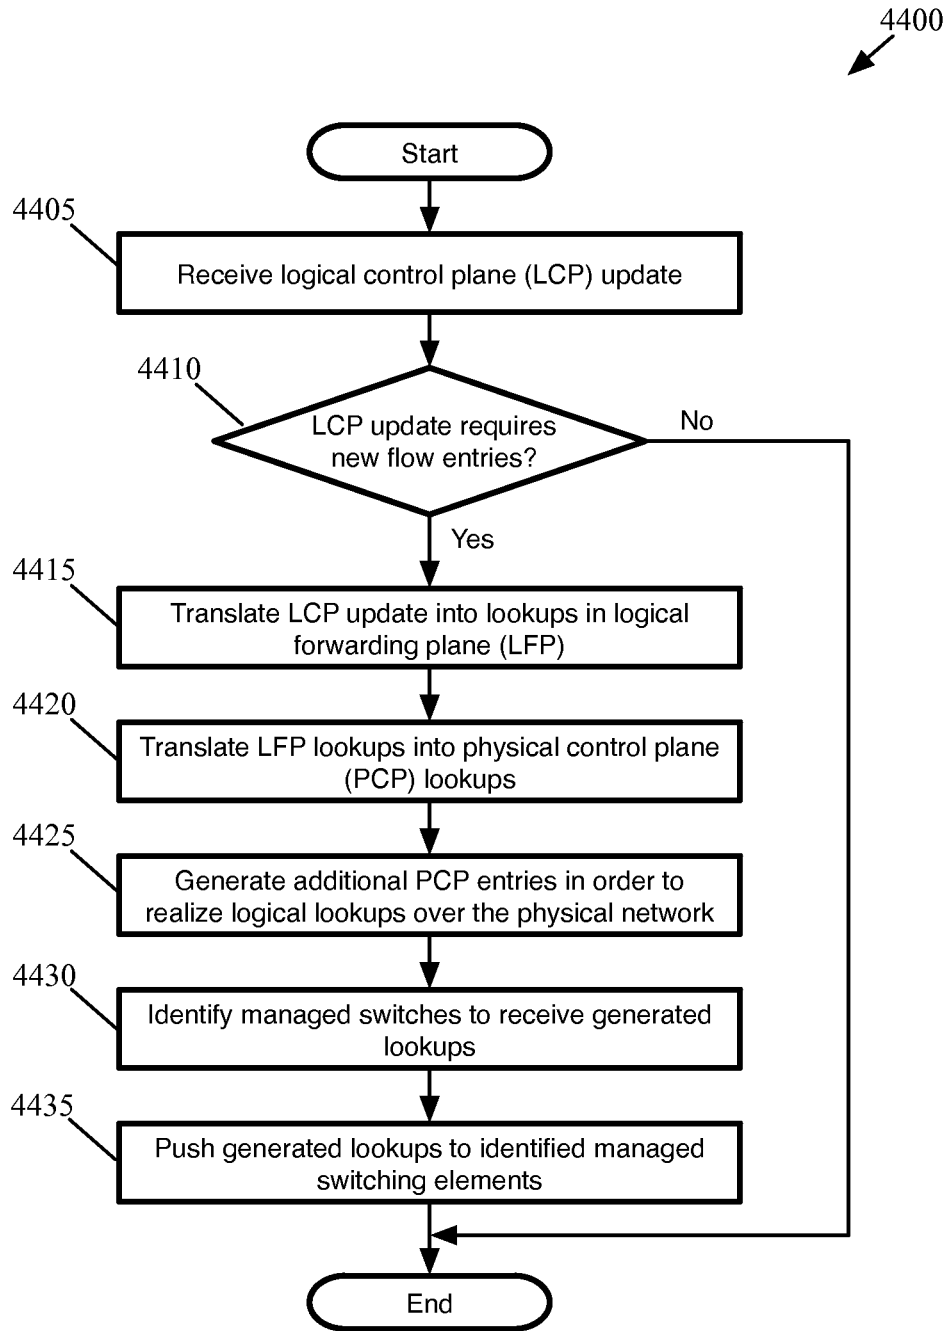 4400
Start
4405
Receive logical control plane (LCP) update
4410
LCP update requires
new flow entries?
No
Yes
4415
Translate LCP update into lookups in logical
forwarding plane (LFP)
4420
Translate LFP lookups into physical control plane
(PCP) lookups
4425
Generate additional PCP entries in order to
realize logical lookups over the physical network
4430
Identify managed switches to receive generated
lookups
4435
Push generated lookups to identified managed
switching elements
End